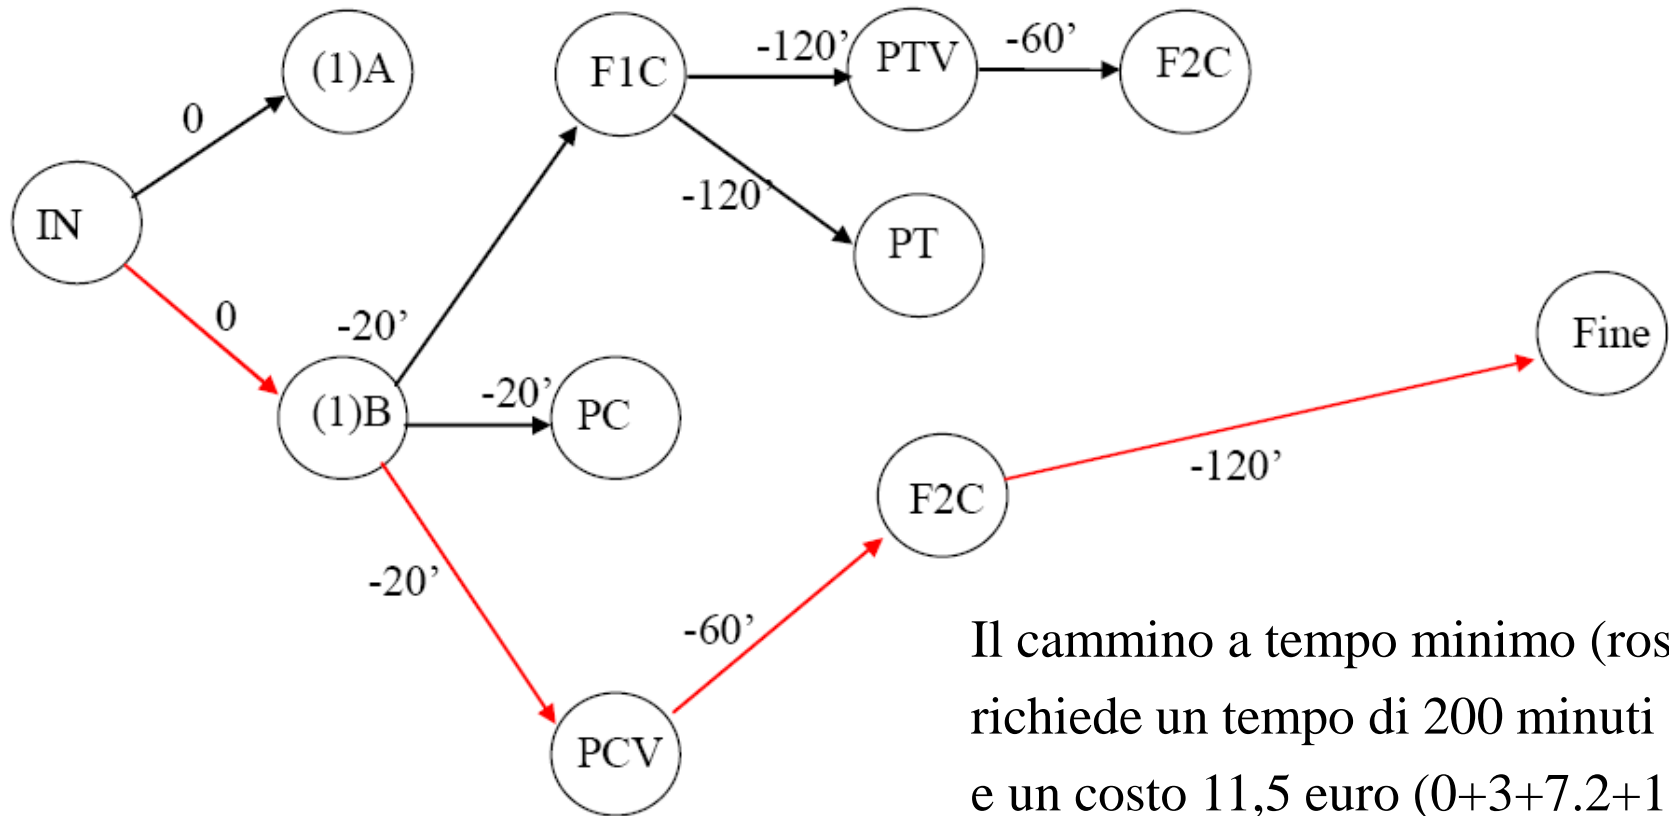 (1)A
F1C
-120’
PTV
-60’
F2C
0
IN
-120’
PT
0
-20’
Fine
(1)B
-20’
PC
-120’
F2C
-20’
-60’
PCV
Il cammino a tempo minimo
richiede un tempo di 200 minuti
e un costo 11,5 euro (0+3+7.2+1